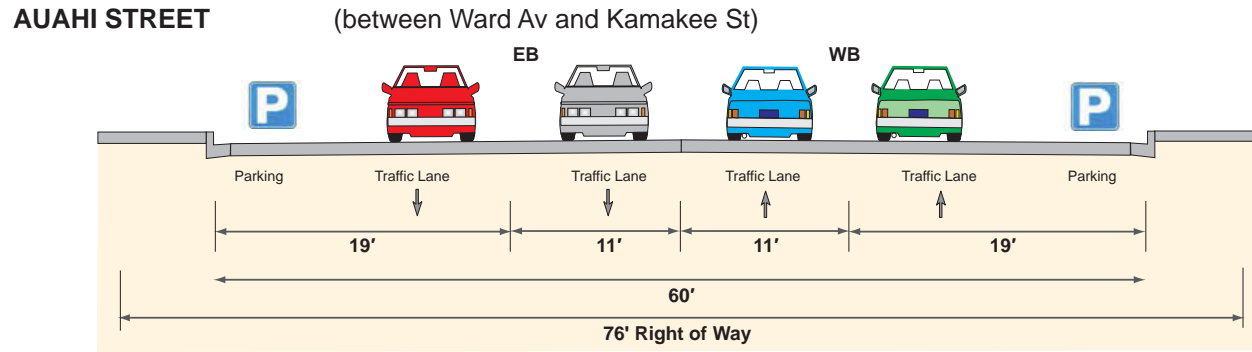 AUAHI STREET (between Ward Av and Kamakee St)
EB WB
P P
Parking Traffic Lane Traffic Lane Traffic Lane Traffic Lane Parking
19′ 11′ 11′ 19′
60′
76' Right of Way